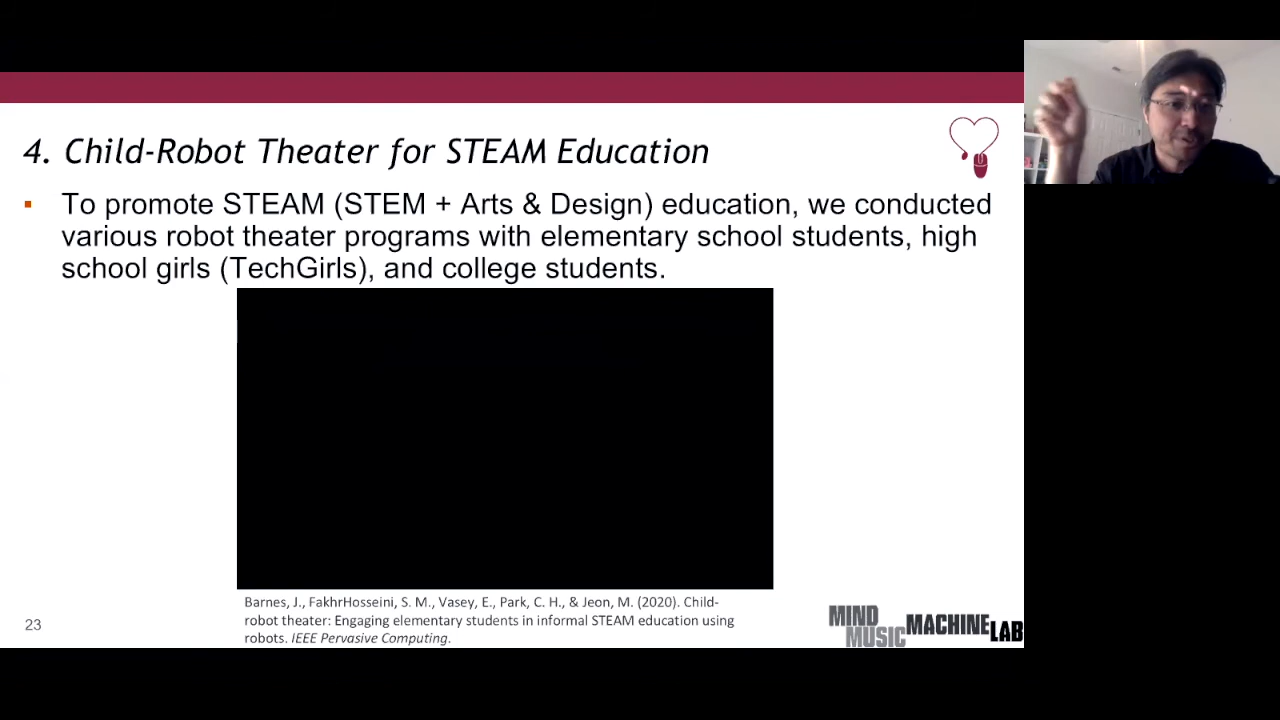 4. Child-Robot Theater for STEAM Education
▪ To promote STEAM (STEM + Arts & Design) education, we conducted
various robot theater programs with elementary school students, high
school girls (TechGirls), and college students.
Barnes, J., FakhrHosseini, S. M., Vasey, E., Park, C. H., & Jeon, M. (2020). Child-
robot theater: Engaging elementary students in informal STEAM education using
robots. IEEE Pervasive Computing.
23
MIND
MUSIC MACHINE LAB